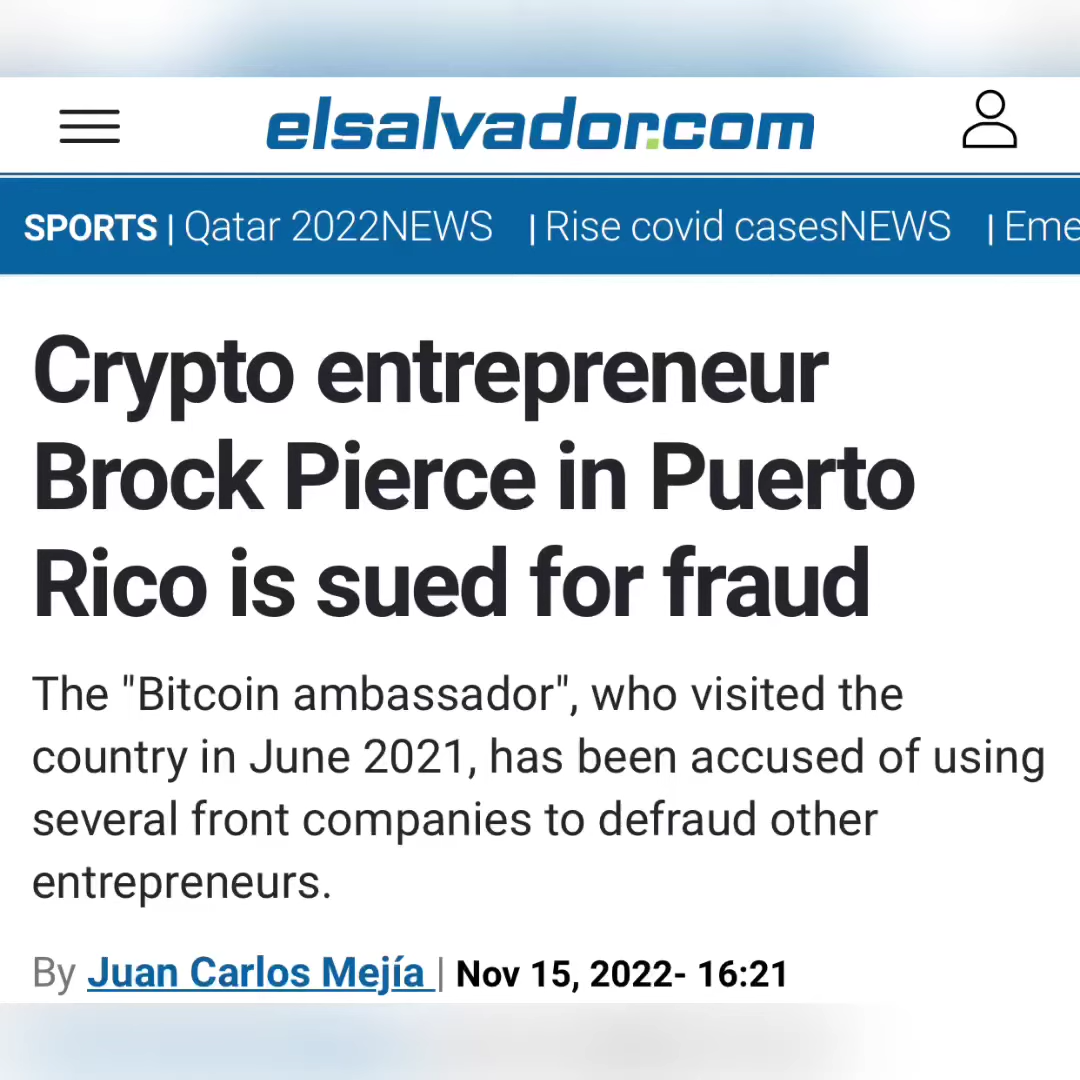 elsalvador.com
SPORTS | Qatar 2022NEWS | Rise covid casesNEWS | Eme
Crypto entrepreneur
Brock Pierce in Puerto
Rico is sued for fraud
The "Bitcoin ambassador", who visited the
country in June 2021, has been accused of using
several front companies to defraud other
entrepreneurs.
By Juan Carlos Mejía | Nov 15, 2022- 16:21